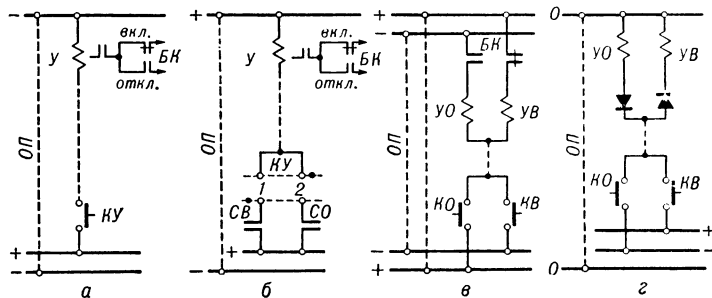 − + + 0
− 0
У вкл. БК откл.
У вкл. БК откл.
БК
УО УВ
УО УВ
ОП ОП ОП ОП
КУ
КУ
1 2
СВ СО
КО КВ
КО КВ
+ + − +
− − + −
0
а б в г